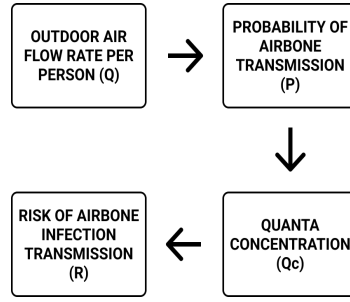 OUTDOOR AIR
FLOW RATE PER
PERSON (Q)
PROBABILITY OF
AIRBONE
TRANSMISSION
(P)
QUANTA
CONCENTRATION
(Qc)
RISK OF AIRBONE
INFECTION
TRANSMISSION
(R)